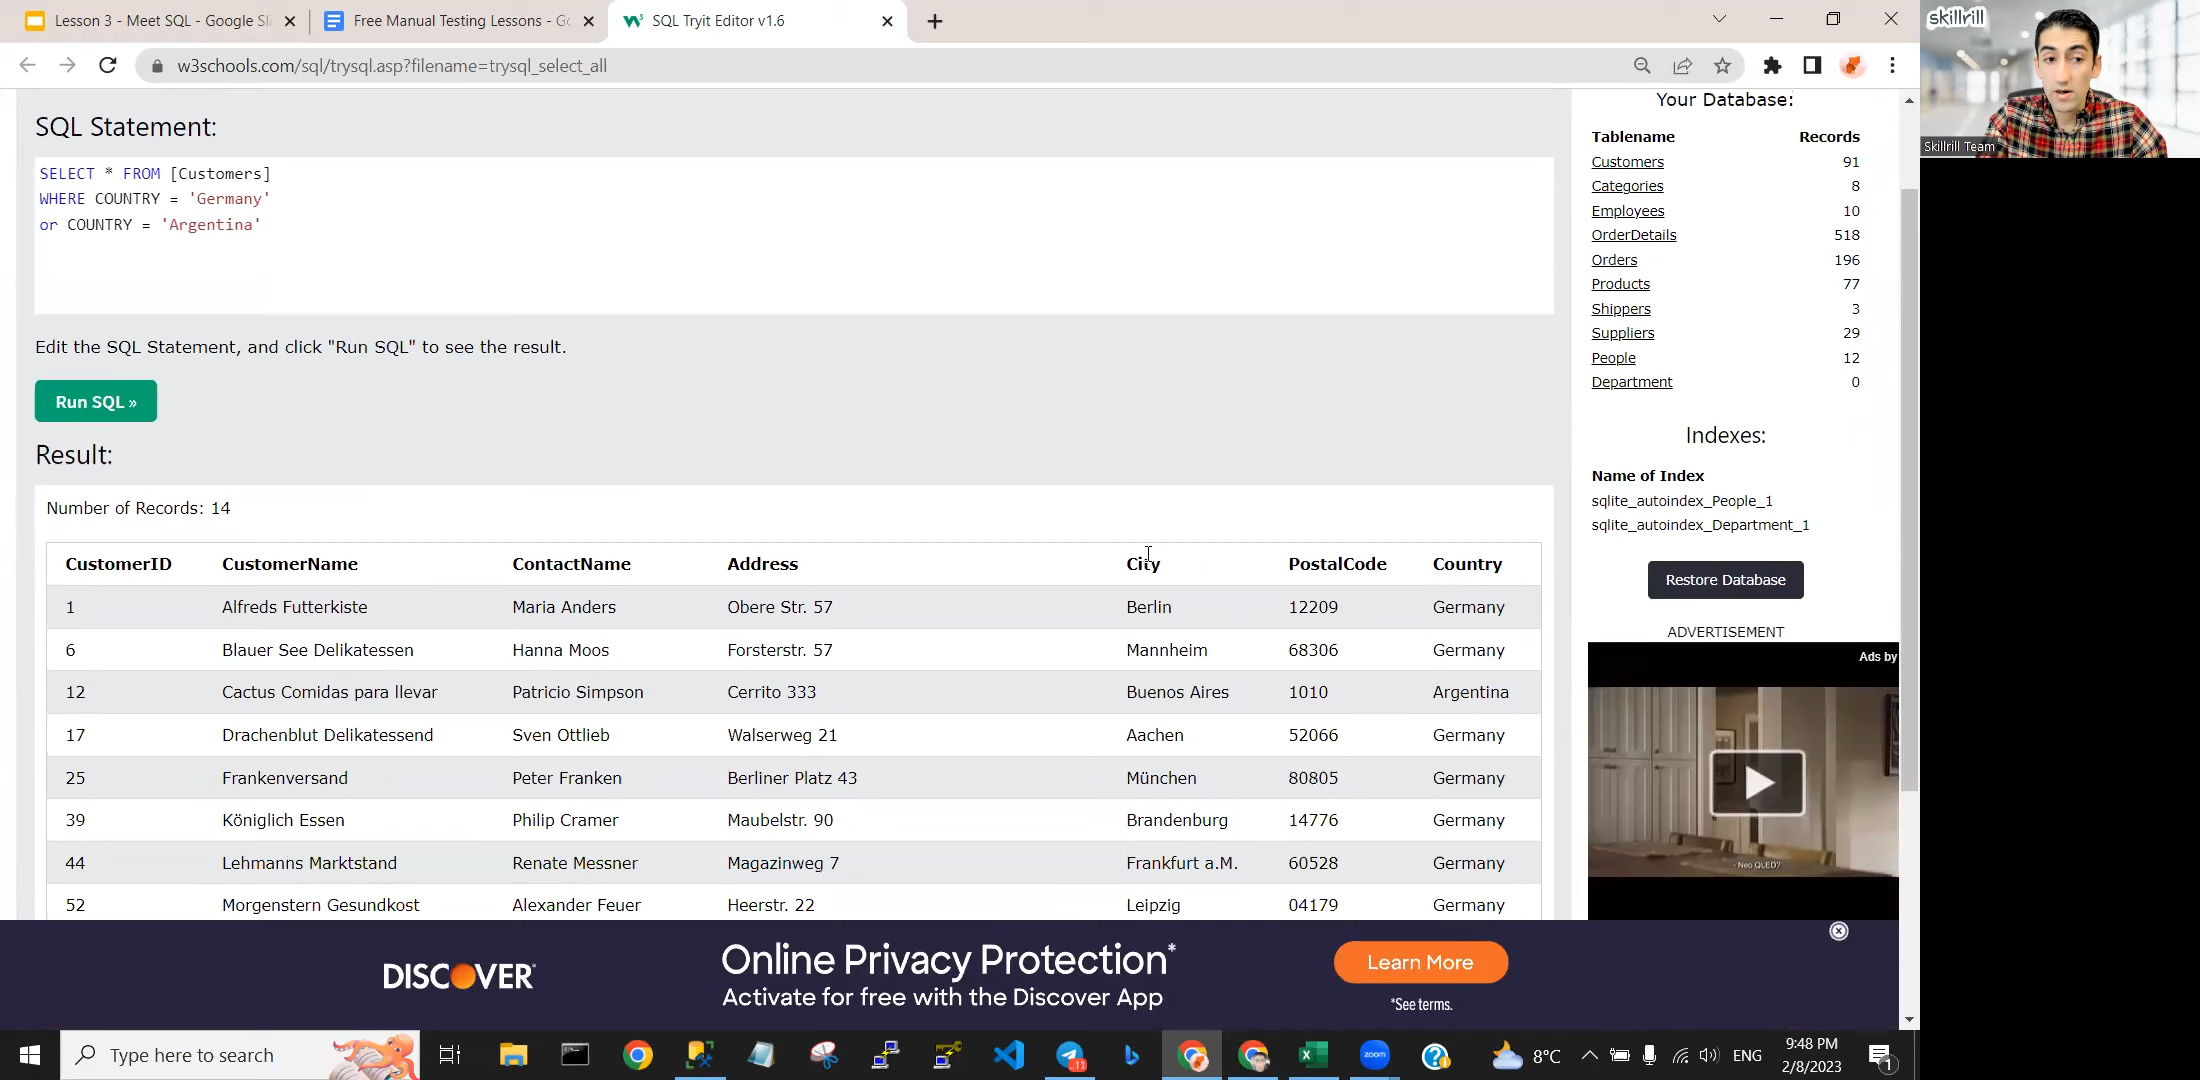 Lesson 3 - Meet SQL - Google Sli
Free Manual Testing Lessons - Go
SQL Tryit Editor v1.6
w3schools.com/sql/trysql.asp?filename=trysql_select_all
skillrill
Skillrill Team
SQL Statement:
SELECT * FROM [Customers]
WHERE COUNTRY = 'Germany'
or COUNTRY = 'Argentina'
Edit the SQL Statement, and click "Run SQL" to see the result.
Run SQL »
Result:
Number of Records: 14
CustomerID CustomerName ContactName Address City PostalCode Country
1 Alfreds Futterkiste Maria Anders Obere Str. 57 Berlin 12209 Germany
6 Blauer See Delikatessen Hanna Moos Forsterstr. 57 Mannheim 68306 Germany
12 Cactus Comidas para llevar Patricio Simpson Cerrito 333 Buenos Aires 1010 Argentina
17 Drachenblut Delikatessend Sven Ottlieb Walserweg 21 Aachen 52066 Germany
25 Frankenversand Peter Franken Berliner Platz 43 München 80805 Germany
39 Königlich Essen Philip Cramer Maubelstr. 90 Brandenburg 14776 Germany
44 Lehmanns Marktstand Renate Messner Magazinweg 7 Frankfurt a.M. 60528 Germany
52 Morgenstern Gesundkost Alexander Feuer Heerstr. 22 Leipzig 04179 Germany
Your Database:
Tablename Records
Customers 91
Categories 8
Employees 10
OrderDetails 518
Orders 196
Products 77
Shippers 3
Suppliers 29
People 12
Department 0
Indexes:
Name of Index
sqlite_autoindex_People_1
sqlite_autoindex_Department_1
Restore Database
ADVERTISEMENT
Ads by
- Neo QLED?
DISCOVER
Online Privacy Protection*
Activate for free with the Discover App
Learn More
*See terms.
Type here to search
zoom
8°C
ENG
9:48 PM
2/8/2023
1